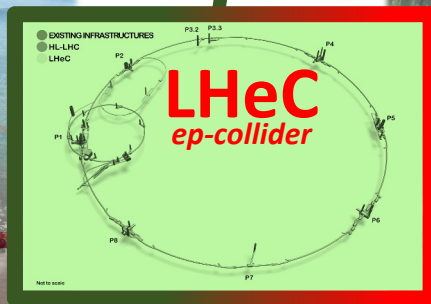 EXISTING INFRASTRUCTURES
HL-LHC
LHeC
P3.2 P3.3
P4
P2
LHeC
ep-collider
P5
P1
P6
P8
P7
Not to scale